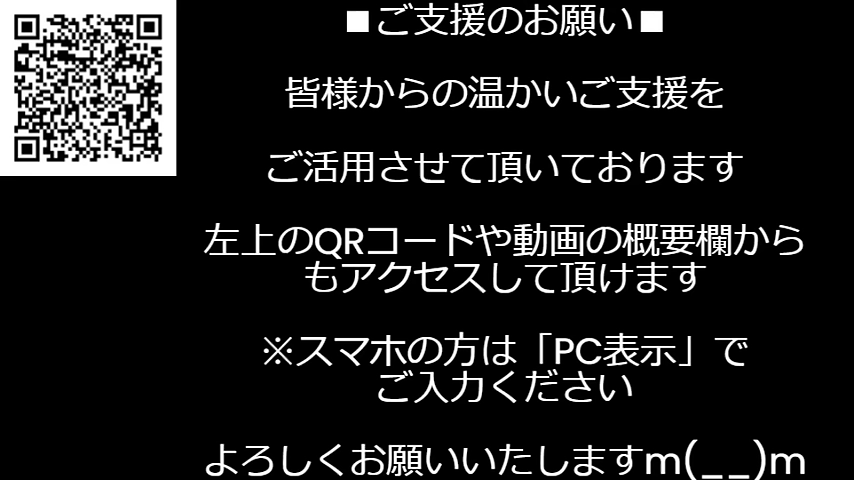 ■ご支援のお願い■
皆様からの温かいご支援を
ご活用させて頂いております
左上のQRコードや動画の概要欄から
もアクセスして頂けます
※スマホの方は「PC表示」で
ご入力ください
よろしくお願いいたしますm(__)m